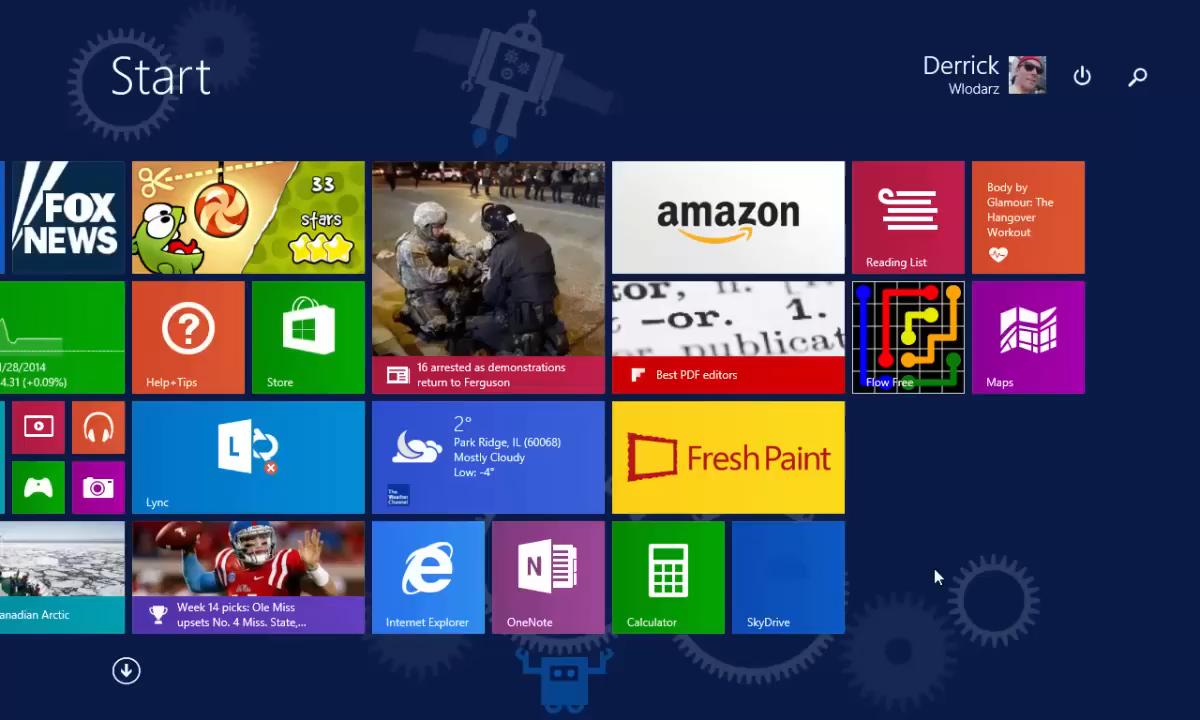 Start
Derrick
Wlodarz
FOX
NEWS
33
stars
amazon
Reading List
Body by
Glamour: The
Hangover
Workout
/28/2014
4.31 (+0.09%)
Help+Tips
Store
16 arrested as demonstrations
return to Ferguson
tor, n.
-or. 1.
publicat
Best PDF editors
Flow Free
Maps
L
Lync
2°
Park Ridge, IL (60068)
Mostly Cloudy
Low: -4°
The
Weather
Channel
Fresh Paint
anadian Arctic
Week 14 picks: Ole Miss
upsets No. 4 Miss. State,...
Internet Explorer
N
OneNote
Calculator
SkyDrive